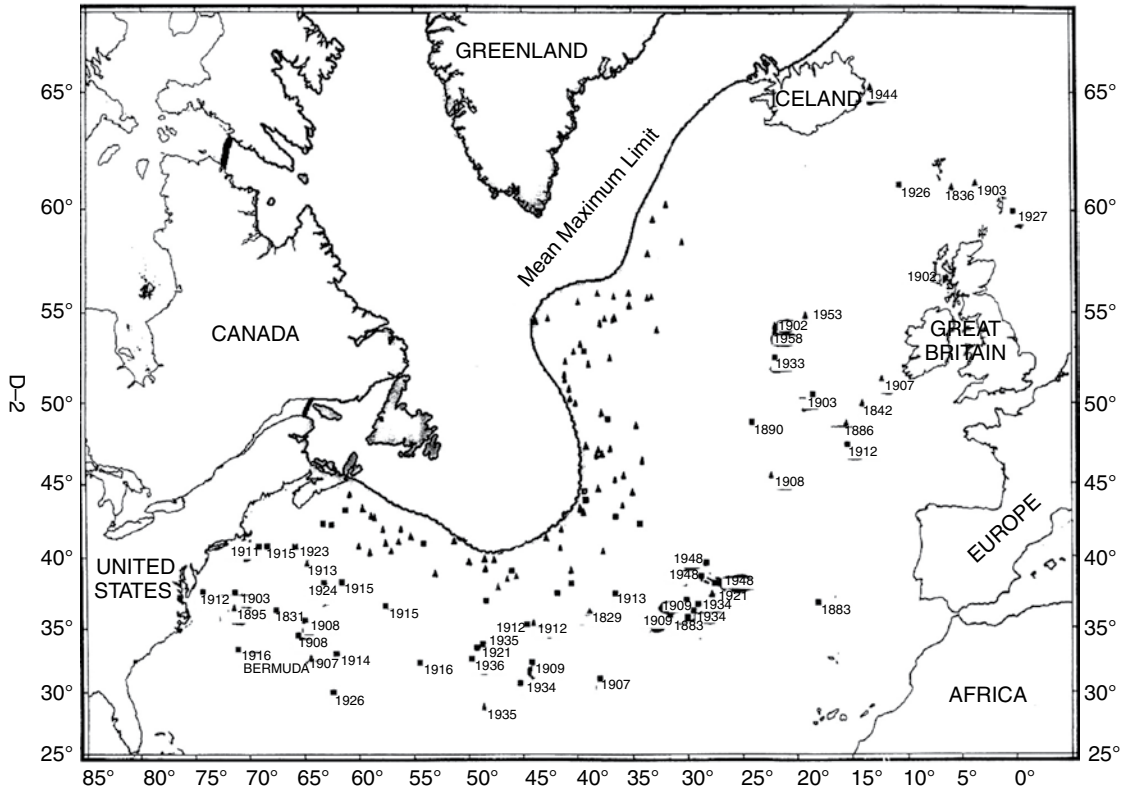 GREENLAND
65° ICELAND 1944 65°
Mean Maximum Limit
1926 1836 1903
60° 1927 60°
1902
55° 1953 55°
CANADA 1902 GREAT
1958 BRITAIN
1933
1907
D–2
50° 1903 1842 50°
1890 1886
1912
45° 1908 45°
EUROPE
40° 1911 1915 1923 1948 40°
UNITED 1913 1948 1948
STATES 1924 1915 1921
1912 1903 1913 1909 1934 1883
1895 1831 1915 1829 1909 1883 1934
35° 1908 1912 1912 35°
1908 1935
1921
1916 1907 1914 1936 1909
BERMUDA 1916
1934 1907
30° 1926 AFRICA 30°
1935
25° 25°
85° 80° 75° 70° 65° 60° 55° 50° 45° 40° 35° 30° 25° 20° 15° 10° 5° 0°